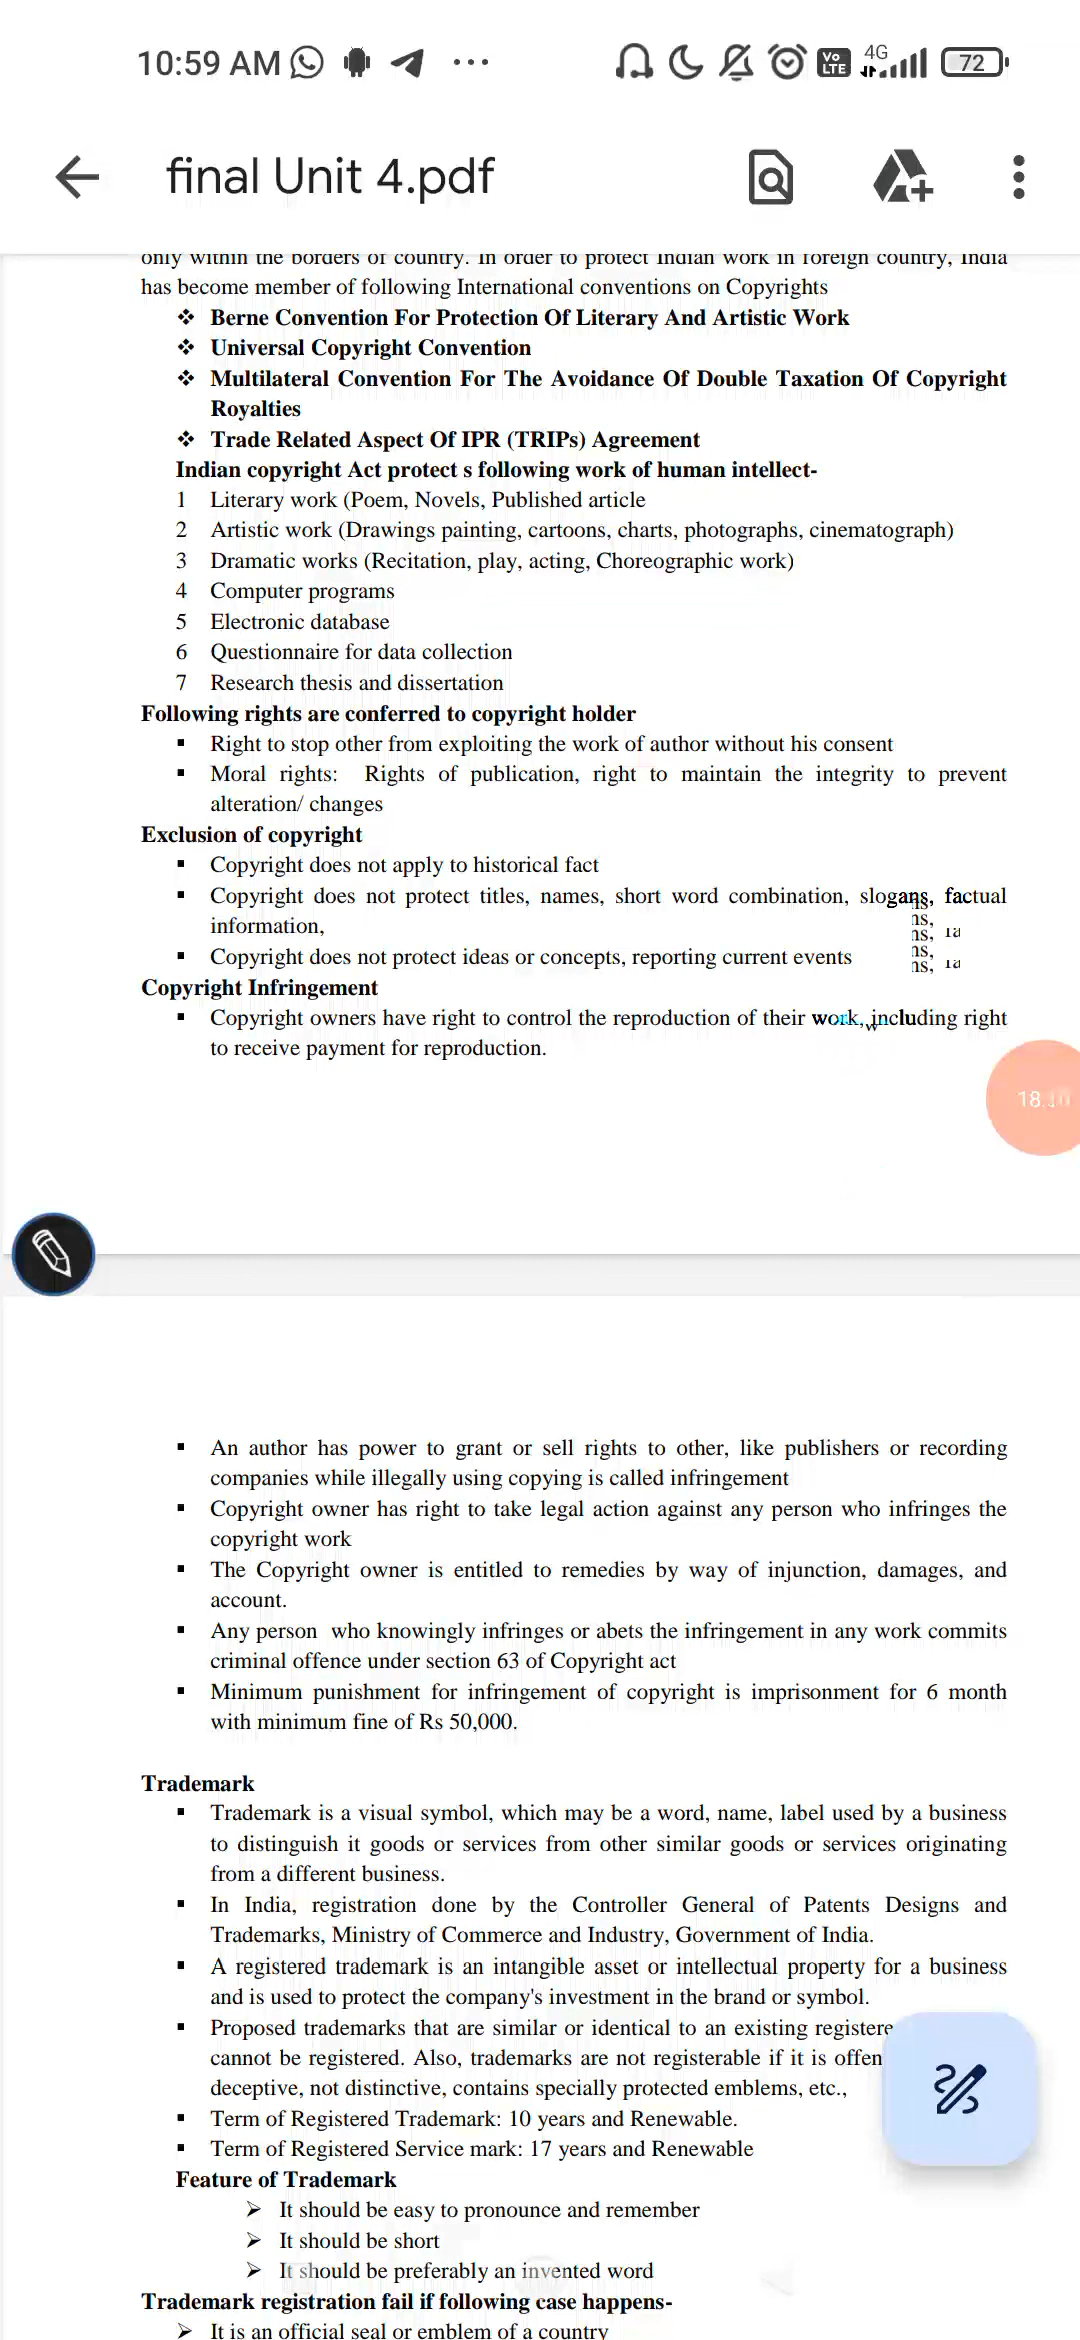 10:59 AM
Vo LTE 4G 72
final Unit 4.pdf
only within the borders of country. In order to protect Indian work in foreign country, India
has become member of following International conventions on Copyrights
❖ Berne Convention For Protection Of Literary And Artistic Work
❖ Universal Copyright Convention
❖ Multilateral Convention For The Avoidance Of Double Taxation Of Copyright
Royalties
❖ Trade Related Aspect Of IPR (TRIPs) Agreement
Indian copyright Act protect s following work of human intellect-
1 Literary work (Poem, Novels, Published article
2 Artistic work (Drawings painting, cartoons, charts, photographs, cinematograph)
3 Dramatic works (Recitation, play, acting, Choreographic work)
4 Computer programs
5 Electronic database
6 Questionnaire for data collection
7 Research thesis and dissertation
Following rights are conferred to copyright holder
▪ Right to stop other from exploiting the work of author without his consent
▪ Moral rights: Rights of publication, right to maintain the integrity to prevent
alteration/ changes
Exclusion of copyright
▪ Copyright does not apply to historical fact
▪ Copyright does not protect titles, names, short word combination, slogans, factual
information,
▪ Copyright does not protect ideas or concepts, reporting current events
Copyright Infringement
▪ Copyright owners have right to control the reproduction of their work, including right
to receive payment for reproduction.
▪ An author has power to grant or sell rights to other, like publishers or recording
companies while illegally using copying is called infringement
▪ Copyright owner has right to take legal action against any person who infringes the
copyright work
▪ The Copyright owner is entitled to remedies by way of injunction, damages, and
account.
▪ Any person who knowingly infringes or abets the infringement in any work commits
criminal offence under section 63 of Copyright act
▪ Minimum punishment for infringement of copyright is imprisonment for 6 month
with minimum fine of Rs 50,000.
Trademark
▪ Trademark is a visual symbol, which may be a word, name, label used by a business
to distinguish it goods or services from other similar goods or services originating
from a different business.
▪ In India, registration done by the Controller General of Patents Designs and
Trademarks, Ministry of Commerce and Industry, Government of India.
▪ A registered trademark is an intangible asset or intellectual property for a business
and is used to protect the company's investment in the brand or symbol.
▪ Proposed trademarks that are similar or identical to an existing registere
cannot be registered. Also, trademarks are not registerable if it is offen
deceptive, not distinctive, contains specially protected emblems, etc.,
▪ Term of Registered Trademark: 10 years and Renewable.
▪ Term of Registered Service mark: 17 years and Renewable
Feature of Trademark
➢ It should be easy to pronounce and remember
➢ It should be short
➢ It should be preferably an invented word
Trademark registration fail if following case happens-
➢ It is an official seal or emblem of a country